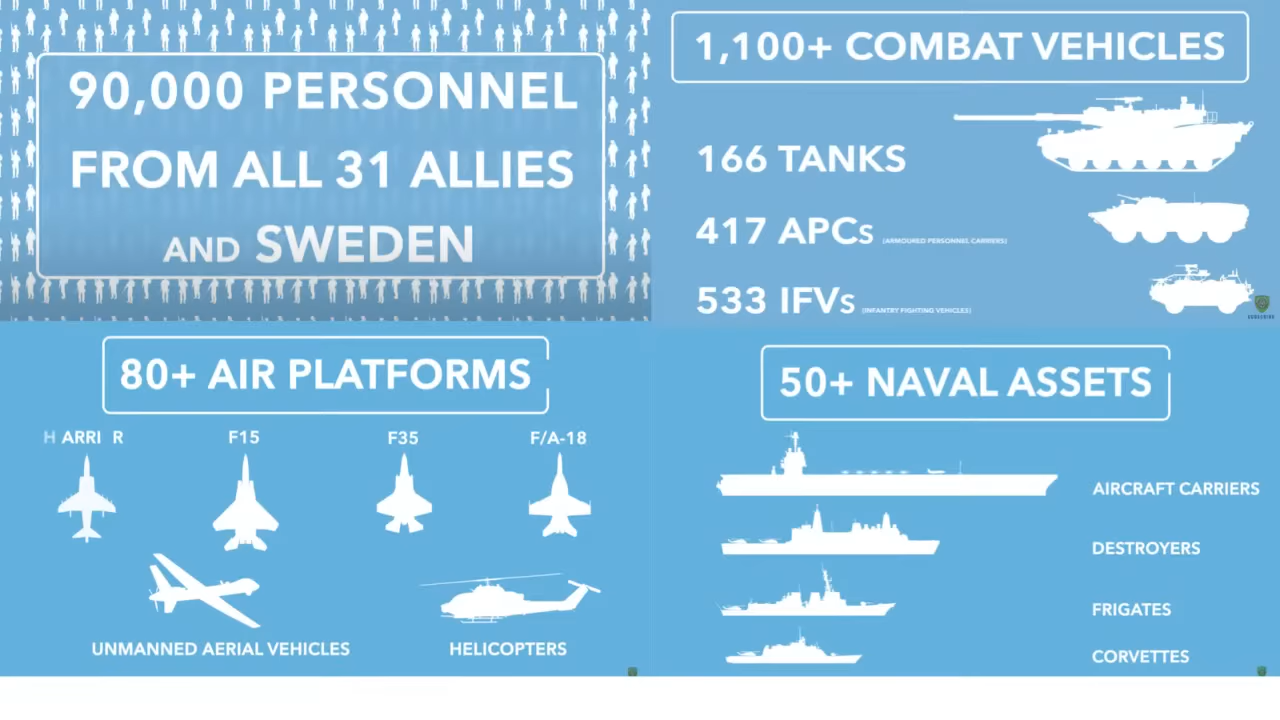 90,000 PERSONNEL
FROM ALL 31 ALLIES
AND SWEDEN
1,100+ COMBAT VEHICLES
166 TANKS
417 APCs (ARMOURED PERSONNEL CARRIERS)
533 IFVs (INFANTRY FIGHTING VEHICLES)
80+ AIR PLATFORMS
H ARRI R
F15
F35
F/A-18
UNMANNED AERIAL VEHICLES
HELICOPTERS
50+ NAVAL ASSETS
AIRCRAFT CARRIERS
DESTROYERS
FRIGATES
CORVETTES